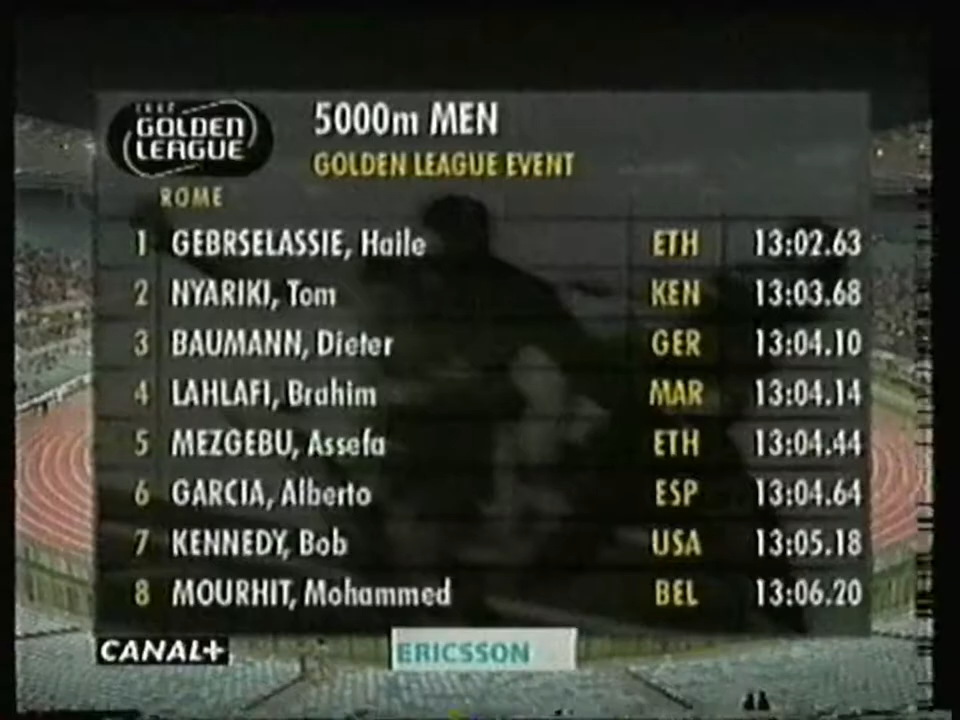 GOLDEN LEAGUE
ROME
5000m MEN
GOLDEN LEAGUE EVENT
1 GEBRSELASSIE, Haile ETH 13:02.63
2 NYARIKI, Tom KEN 13:03.68
3 BAUMANN, Dieter GER 13:04.10
4 LAHLAFI, Brahim MAR 13:04.14
5 MEZGEBU, Assefa ETH 13:04.44
6 GARCIA, Alberto ESP 13:04.64
7 KENNEDY, Bob USA 13:05.18
8 MOURHIT, Mohammed BEL 13:06.20
CANAL+ ERICSSON